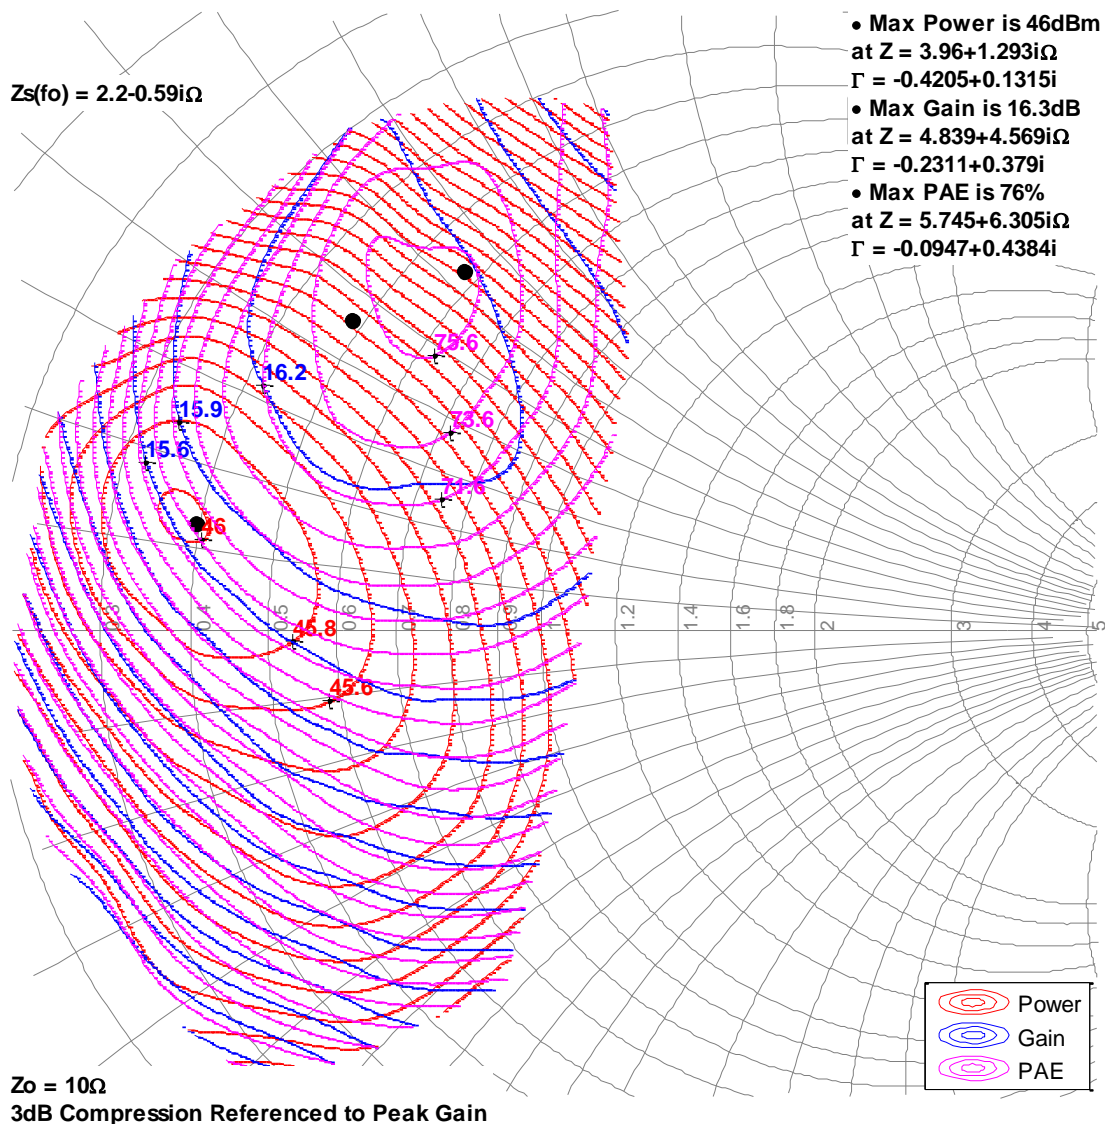 • Max Power is 46dBm
at Z = 3.96+1.293iΩ
Γ = -0.4205+0.1315i
• Max Gain is 16.3dB
at Z = 4.839+4.569iΩ
Γ = -0.2311+0.379i
• Max PAE is 76%
at Z = 5.745+6.305iΩ
Γ = -0.0947+0.4384i
Zs(fo) = 2.2-0.59iΩ
75.6
16.2
15.9
73.6
15.6
71.6
46
0.3
0.4
0.5
0.6
0.7
0.8
0.9
1
1.2
1.4
1.6
1.8
2
3
4
5
45.8
45.6
Power
Gain
PAE
Zo = 10Ω
3dB Compression Referenced to Peak Gain